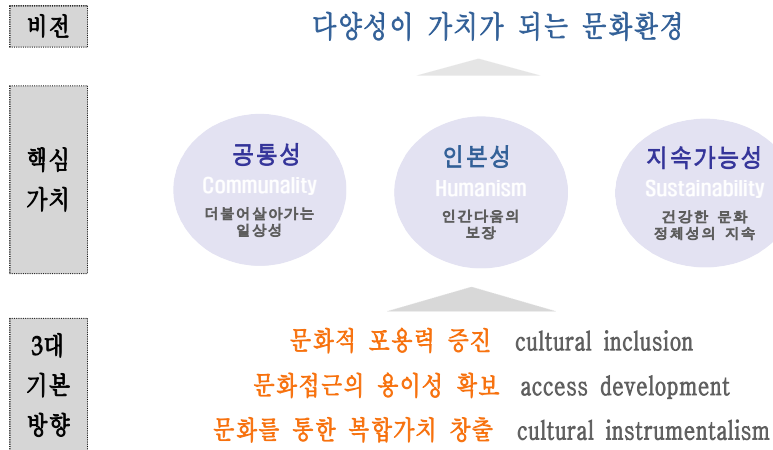 비전
다양성이 가치가 되는 문화환경
핵심
가치
공통성
Communality
더불어살아가는
일상성
인본성
Humanism
인간다움의
보장
지속가능성
Sustainability
건강한 문화
정체성의 지속
3대
기본
방향
문화적 포용력 증진 cultural inclusion
문화접근의 용이성 확보 access development
문화를 통한 복합가치 창출 cultural instrumentalism